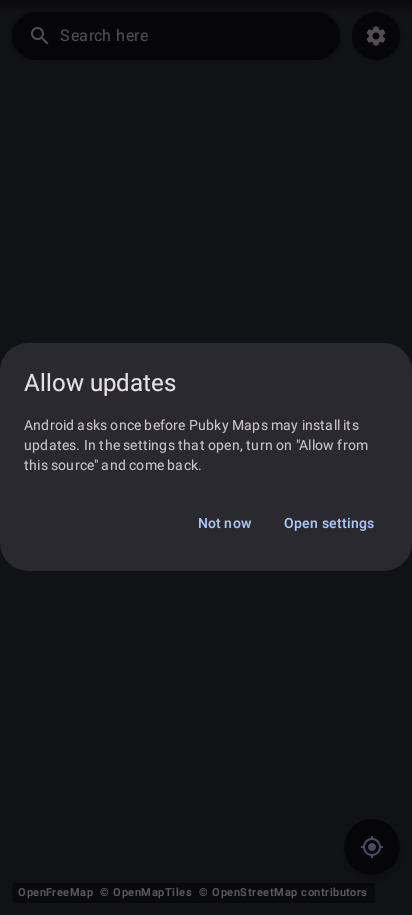 Search here
Allow updates
Android asks once before Pubky Maps may install its
updates. In the settings that open, turn on "Allow from
this source" and come back.
Not now
Open settings
OpenFreeMap © OpenMapTiles © OpenStreetMap contributors